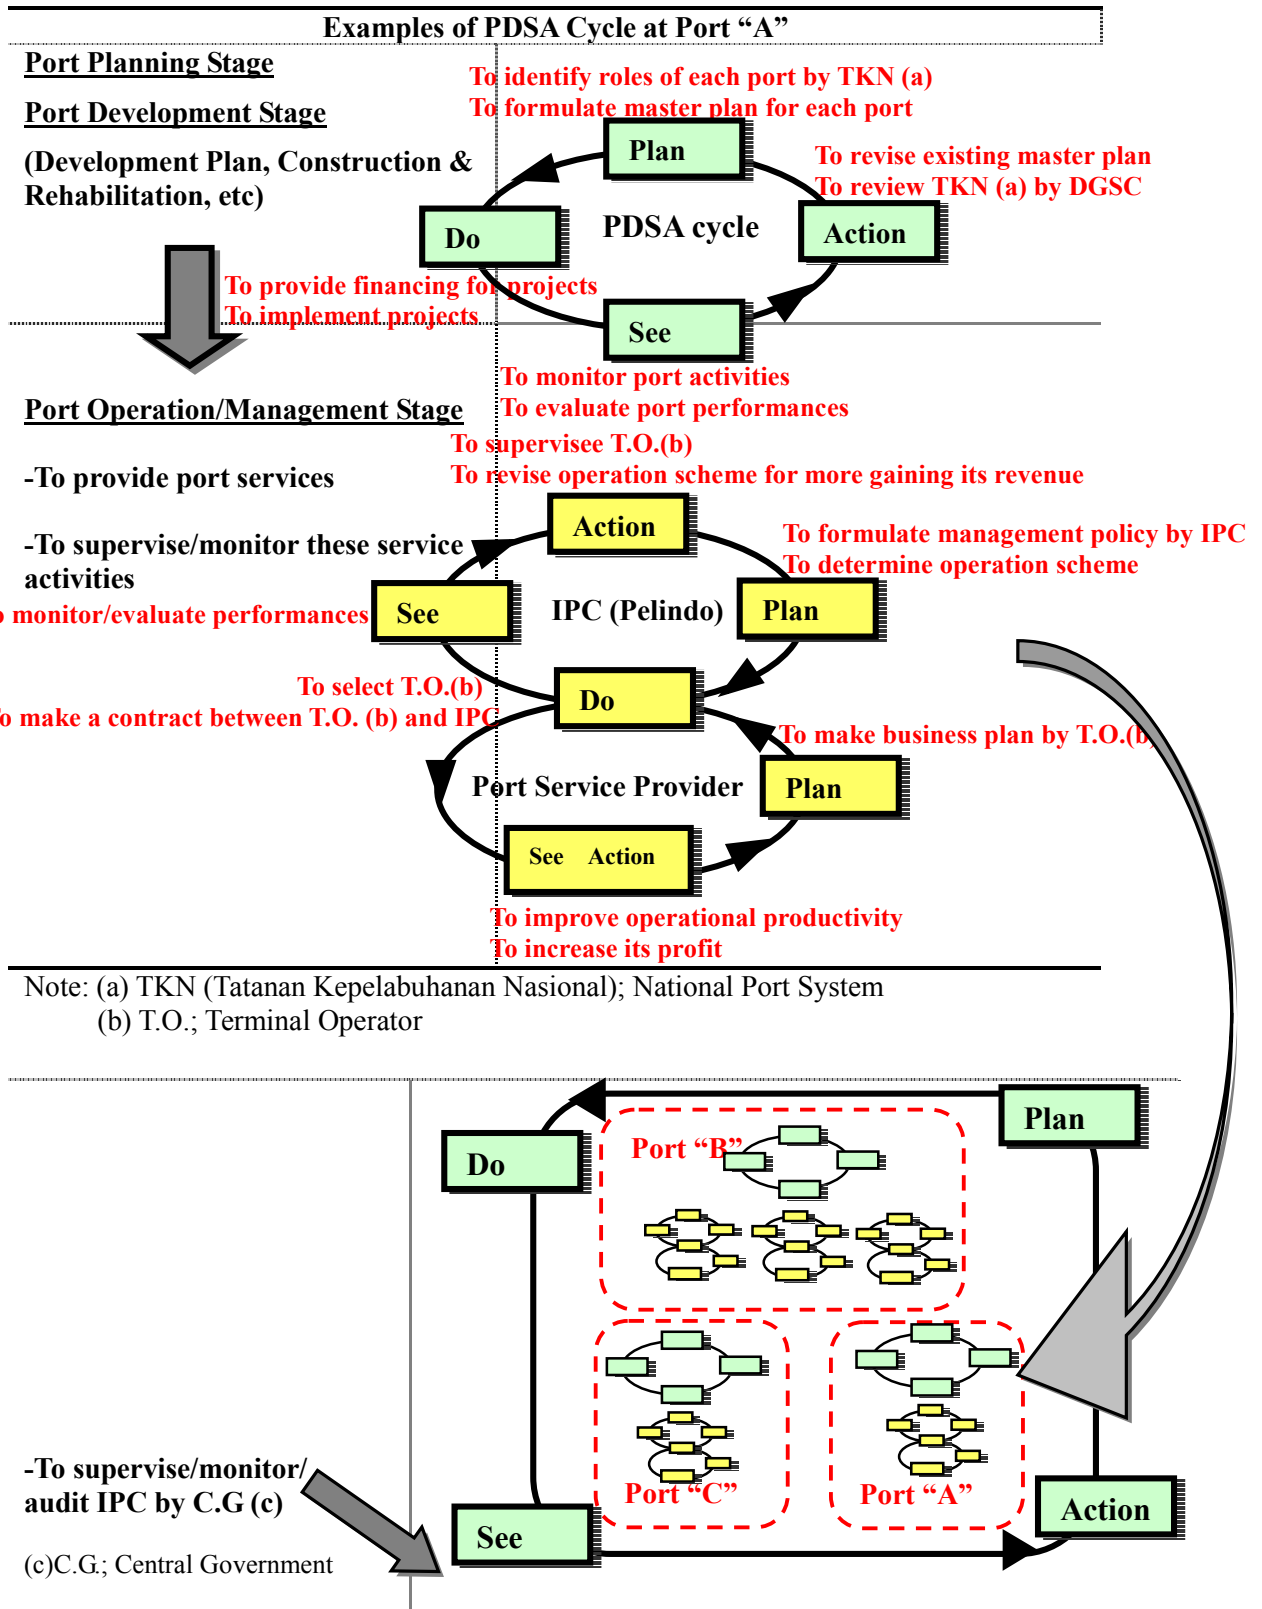 Examples of PDSA Cycle at Port “A”
Port Planning Stage
To identify roles of each port by TKN (a)
To formulate master plan for each port
Port Development Stage
(Development Plan, Construction &
Rehabilitation, etc)
Plan
To revise existing master plan
To review TKN (a) by DGSC
Do
PDSA cycle
Action
To provide financing for projects
To implement projects
See
To monitor port activities
To evaluate port performances
Port Operation/Management Stage
To supervisee T.O.(b)
To revise operation scheme for more gaining its revenue
-To provide port services
Action
To formulate management policy by IPC
To determine operation scheme
-To supervise/monitor these service
activities
o monitor/evaluate performances
See
IPC (Pelindo)
Plan
To select T.O.(b)
o make a contract between T.O. (b) and IPC
Do
To make business plan by T.O.(b)
Port Service Provider
Plan
See Action
To improve operational productivity
To increase its profit
Note: (a) TKN (Tatanan Kepelabuhanan Nasional); National Port System
(b) T.O.; Terminal Operator
Plan
Do
Port “B”
Port “C”
Port “A”
-To supervise/monitor/
audit IPC by C.G (c)
See
Action
(c)C.G.; Central Government